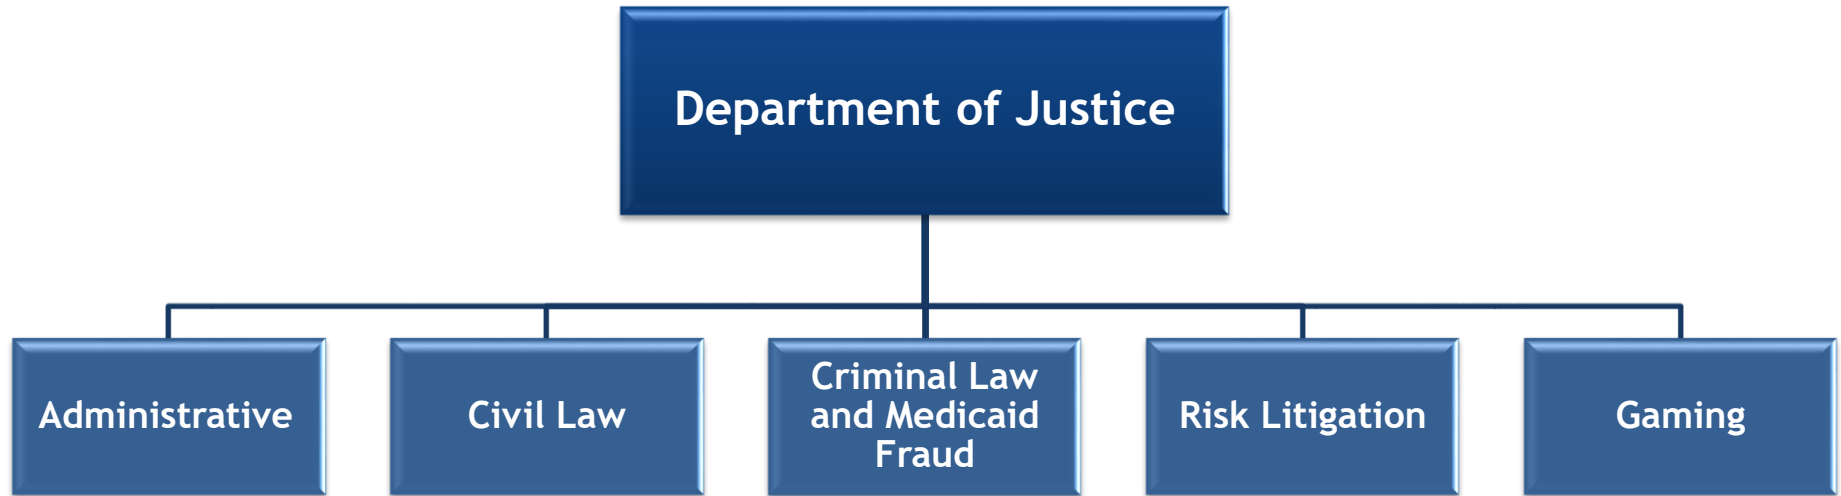 Department of Justice
Administrative
Civil Law
Criminal Law
and Medicaid
Fraud
Risk Litigation
Gaming